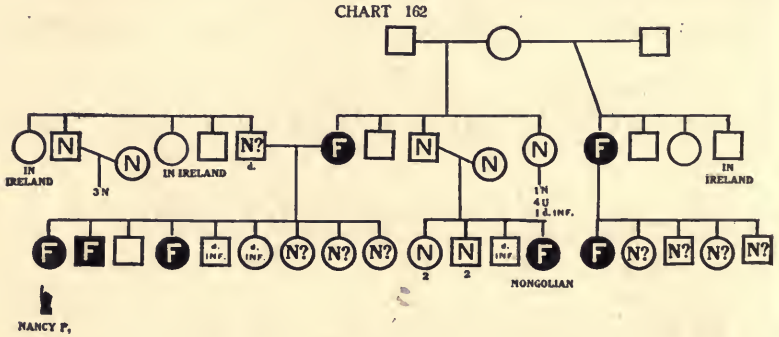 CHART 162
N N? F N N F
d.
IN IRELAND N IN IRELAND N IN IRELAND
3 N
1 N
4 U
1 d. INF.
F F F d. INF. d. INF. N? N? N? N N d. INF. F F N? N? N? N?
2 2
MONGOLIAN
NANCY P,